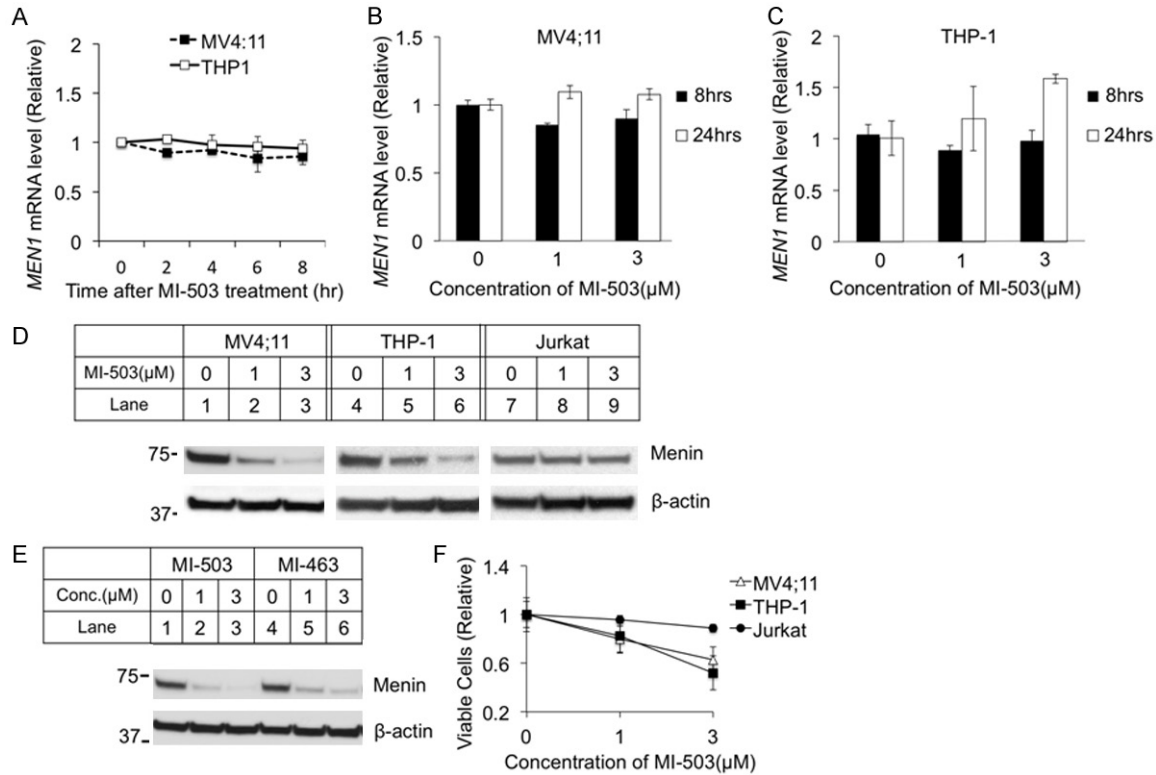 A
MEN1 mRNA level (Relative)
2
1.5
1
0.5
0
MV4:11
THP1
0 2 4 6 8
Time after MI-503 treatment (hr)
B
MEN1 mRNA level (Relative)
1.5
1
0.5
0
MV4;11
8hrs
24hrs
0 1 3
Concentration of MI-503(µM)
C
MEN1 mRNA level (Relative)
2
1.5
1
0.5
0
THP-1
8hrs
24hrs
0 1 3
Concentration of MI-503(µM)
D
MV4;11 THP-1 Jurkat
MI-503(µM) 0 1 3 0 1 3 0 1 3
Lane 1 2 3 4 5 6 7 8 9
75- Menin
37- β-actin
E
MI-503 MI-463
Conc.(µM) 0 1 3 0 1 3
Lane 1 2 3 4 5 6
75- Menin
37- β-actin
F
Viable Cells (Relative)
1.4
1
0.6
0.2
MV4;11
THP-1
Jurkat
0 1 3
Concentration of MI-503(µM)